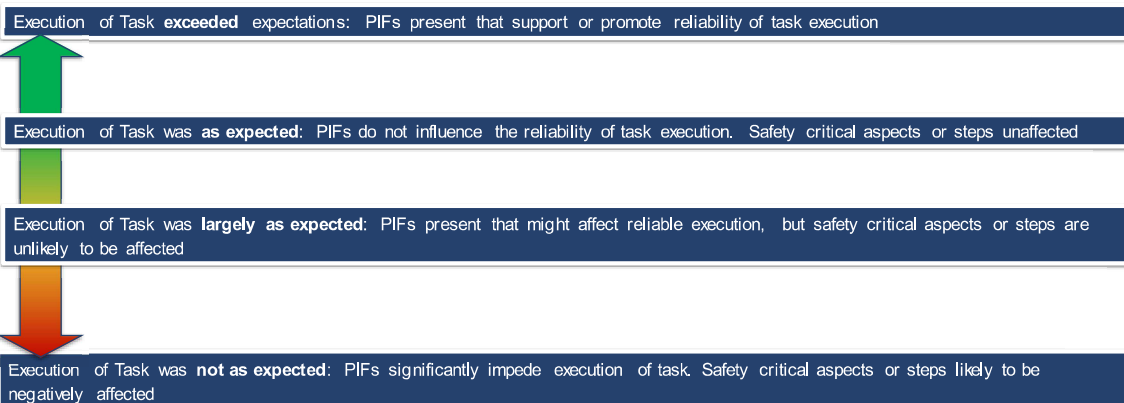 Execution of Task exceeded expectations: PIFs present that support or promote reliability of task execution
Execution of Task was as expected: PIFs do not influence the reliability of task execution. Safety critical aspects or steps unaffected
Execution of Task was largely as expected: PIFs present that might affect reliable execution, but safety critical aspects or steps are
unlikely to be affected
Execution of Task was not as expected: PIFs significantly impede execution of task. Safety critical aspects or steps likely to be
negatively affected